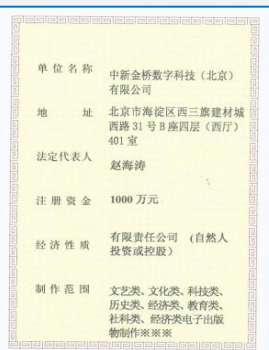 单位名称 中新金桥数字科技（北京）
有限公司
地 址 北京市海淀区西三旗建材城
西路 31 号 B 座四层（西厅）
401 室
法定代表人 赵海涛
注册资金 1000 万元
经济性质 有限责任公司 (自然人
投资或控股）
制作范围 文艺类、文化类、科技类、
历史类、经济类、教育类、
社科类、经济类电子出版
物制作※※※